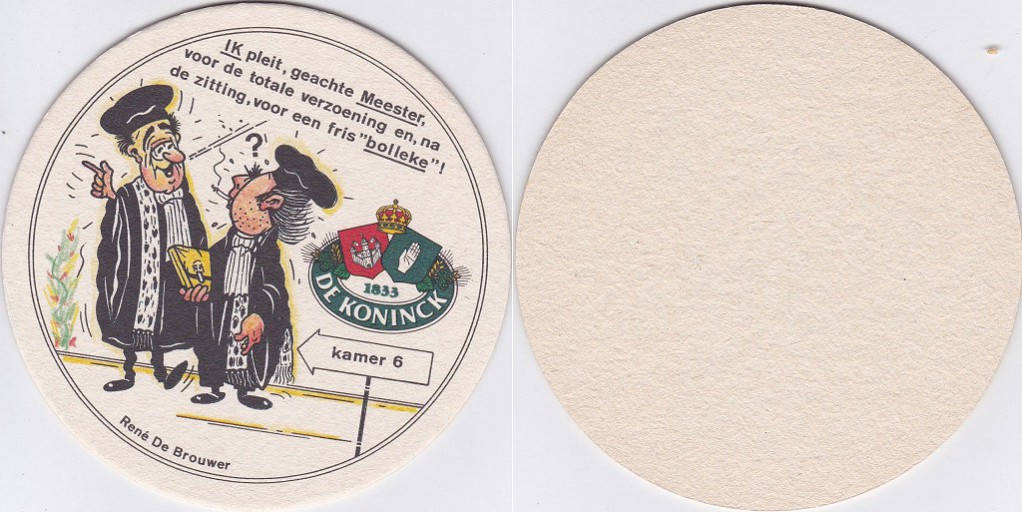 IK pleit, geachte Meester,
voor de totale verzoening en, na
de zitting, voor een fris "bolleke"!
?
1833
DE KONINCK
kamer 6
René De Brouwer